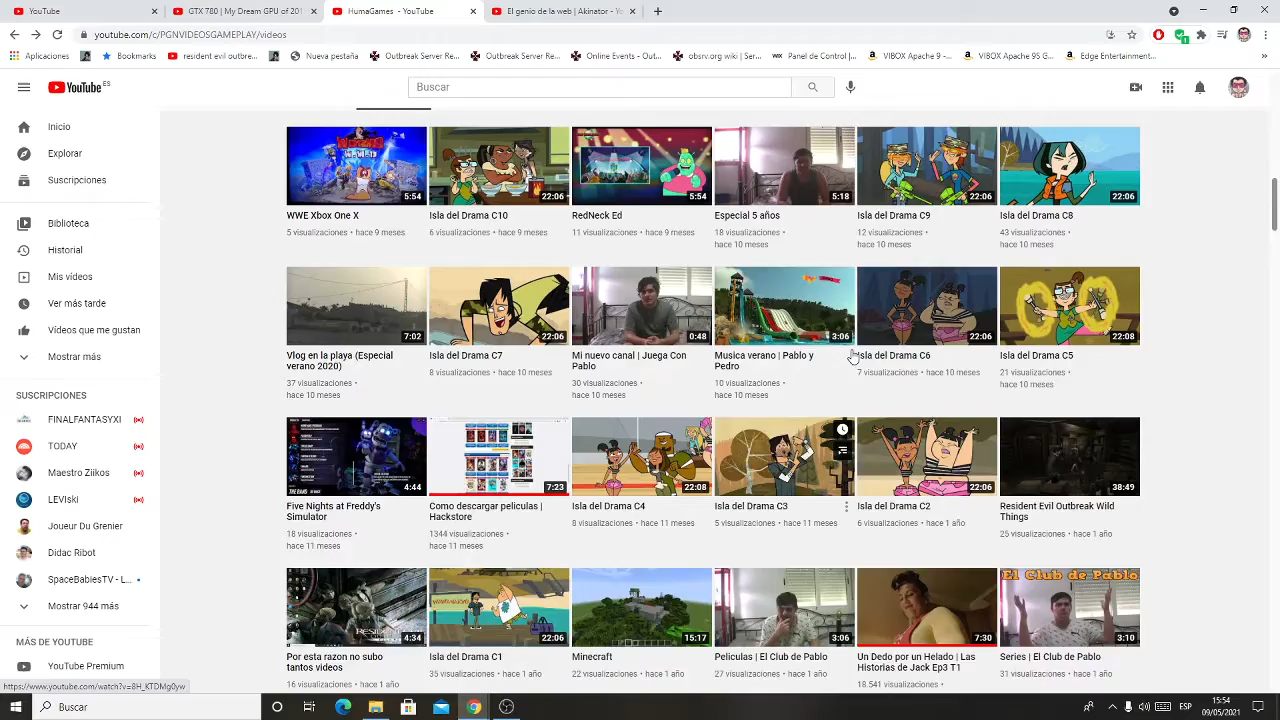 YouTube
GTX 780 | My Dream GPU of 201
HumaGames - YouTube
El genio de la web | Akinator - Yo
youtube.com/c/PGNVIDEOSGAMEPLAY/videos
Aplicaciones
Bookmarks
resident evil outbre...
Nueva pestaña
Outbreak Server Re...
Outbreak Server Re...
Online Events - Out...
obsrv.org wiki | Ser...
Panel de Control |...
VIBOX Apache 9...
VIBOX Apache 95 G...
Edge Entertainment...
YouTube ES
Buscar
Inicio
Explorar
Suscripciones
Biblioteca
Historial
Mis vídeos
Ver más tarde
Vídeos que me gustan
Mostrar más
SUSCRIPCIONES
FINALFANTASYXI
TODAY
Maestro Ziikos
LEVIski
Joueur Du Grenier
Didac Ribot
SpaceBabiesTV - L...
Mostrar 944 más
MÁS DE YOUTUBE
YouTube Premium
https://www.youtube.com/watch?v=8H_KTDMg0yw
5:54
22:06
5:54
5:18
22:06
22:06
WWE Xbox One X
Isla del Drama C10
RedNeck Ed
Especial 5 años
Isla del Drama C9
Isla del Drama C8
5 visualizaciones • hace 9 meses
6 visualizaciones • hace 9 meses
11 visualizaciones • hace 9 meses
18 visualizaciones •
hace 10 meses
12 visualizaciones •
hace 10 meses
43 visualizaciones •
hace 10 meses
7:02
22:06
0:48
3:06
22:06
22:08
Vlog en la playa (Especial
verano 2020)
Isla del Drama C7
Mi nuevo canal | Juega Con
Pablo
Musica verano | Pablo y
Pedro
Isla del Drama C6
Isla del Drama C5
37 visualizaciones •
hace 10 meses
8 visualizaciones • hace 10 meses
30 visualizaciones •
hace 10 meses
10 visualizaciones •
hace 10 meses
7 visualizaciones • hace 10 meses
21 visualizaciones •
hace 10 meses
4:44
7:23
22:08
22:06
38:49
Five Nights at Freddy's
Simulator
Como descargar peliculas |
Hackstore
Isla del Drama C4
Isla del Drama C3
Isla del Drama C2
Resident Evil Outbreak Wild
Things
18 visualizaciones •
hace 11 meses
1344 visualizaciones •
hace 11 meses
8 visualizaciones • hace 11 meses
5 visualizaciones • hace 11 meses
6 visualizaciones • hace 1 año
25 visualizaciones • hace 1 año
4:34
22:06
15:17
3:06
7:30
El Club de Pablo
3:10
Por esta razon no subo
tantos videos
Isla del Drama C1
Minecraft
Peliculas | El Club de Pablo
Un Dedo por un Helado | Las
Historias de Jack Ep3 T1
Series | El Club de Pablo
16 visualizaciones • hace 1 año
35 visualizaciones • hace 1 año
22 visualizaciones • hace 1 año
27 visualizaciones • hace 1 año
18.541 visualizaciones •
31 visualizaciones • hace 1 año
Buscar
ESP
15:54
09/05/2021